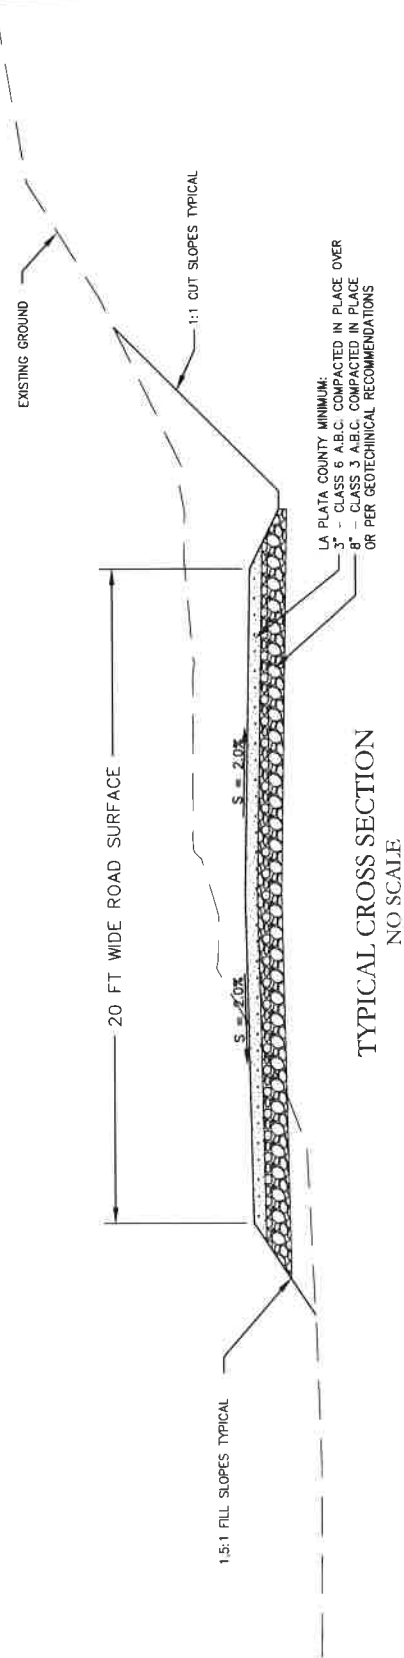 EXISTING GROUND
1:1 CUT SLOPES TYPICAL
20 FT WIDE ROAD SURFACE
S = 2.0%
S = 2.0%
1.5:1 FILL SLOPES TYPICAL
LA PLATA COUNTY MINIMUM:
3" - CLASS 6 A.B.C. COMPACTED IN PLACE OVER
8" - CLASS 3 A.B.C. COMPACTED IN PLACE
OR PER GEOTECHINICAL RECOMMENDATIONS
TYPICAL CROSS SECTION
NO SCALE